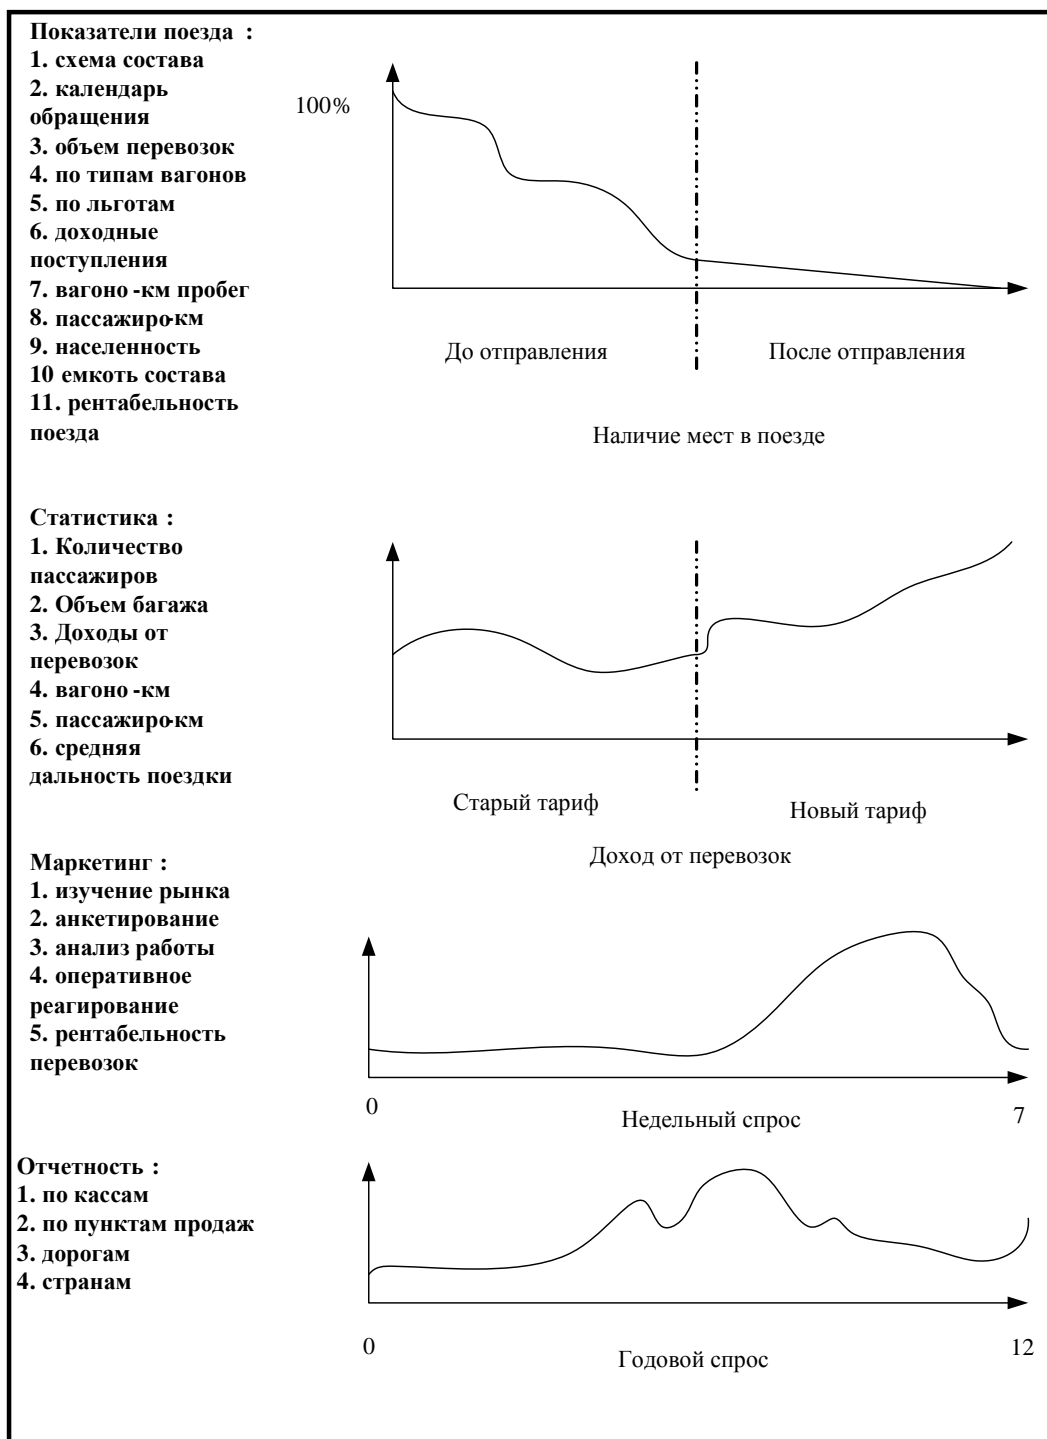 Показатели поезда :
1. схема состава
2. календарь
обращения
3. объем перевозок
4. по типам вагонов
5. по льготам
6. доходные
поступления
7. вагоно -км пробег
8. пассажиро-км
9. населенность
10 емкоть состава
11. рентабельность
поезда
100%
До отправления
После отправления
Наличие мест в поезде
Статистика :
1. Количество
пассажиров
2. Объем багажа
3. Доходы от
перевозок
4. вагоно -км
5. пассажиро-км
6. средняя
дальность поездки
Старый тариф
Новый тариф
Доход от перевозок
Маркетинг :
1. изучение рынка
2. анкетирование
3. анализ работы
4. оперативное
реагирование
5. рентабельность
перевозок
0
Недельный спрос
7
Отчетность :
1. по кассам
2. по пунктам продаж
3. дорогам
4. странам
0
Годовой спрос
12